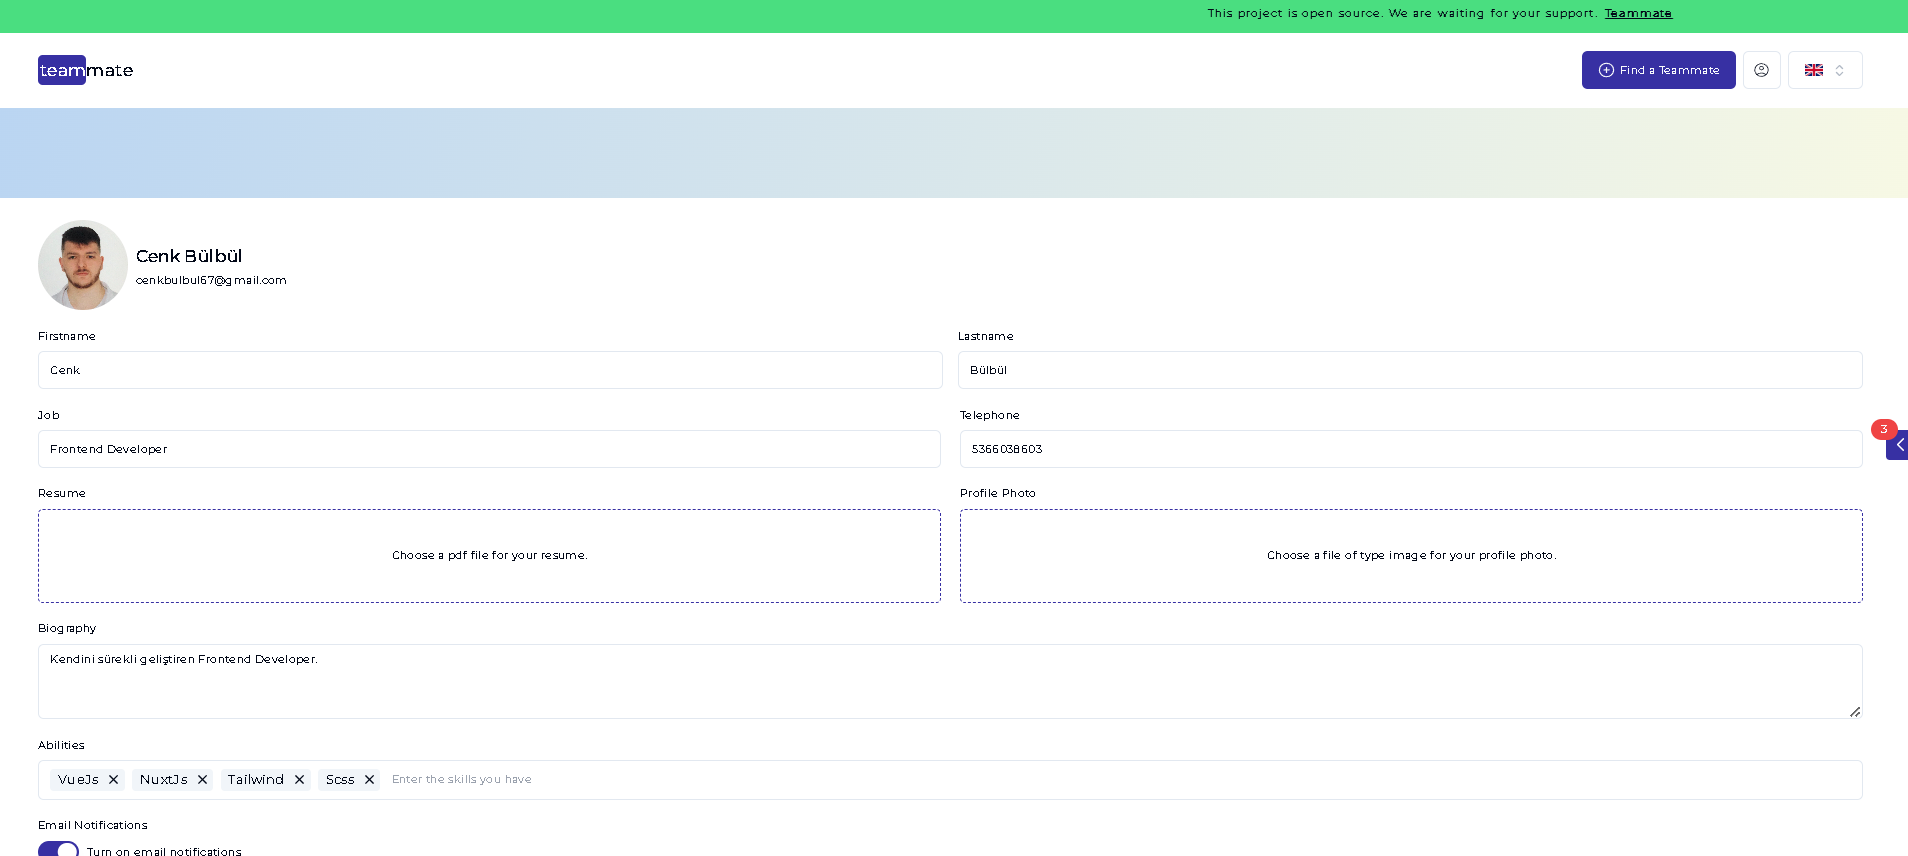 This project is open source. We are waiting for your support. Teammate
teammate
Find a Teammate
Cenk Bülbül
cenkbulbul67@gmail.com
Firstname
Lastname
Cenk
Bülbül
Job
Telephone
Frontend Developer
5366038603
3
Resume
Profile Photo
Choose a pdf file for your resume.
Choose a file of type image for your profile photo.
Biography
Kendini sürekli geliştiren Frontend Developer.
Abilities
VueJs
NuxtJs
Tailwind
Scss
Enter the skills you have
Email Notifications
Turn on email notifications